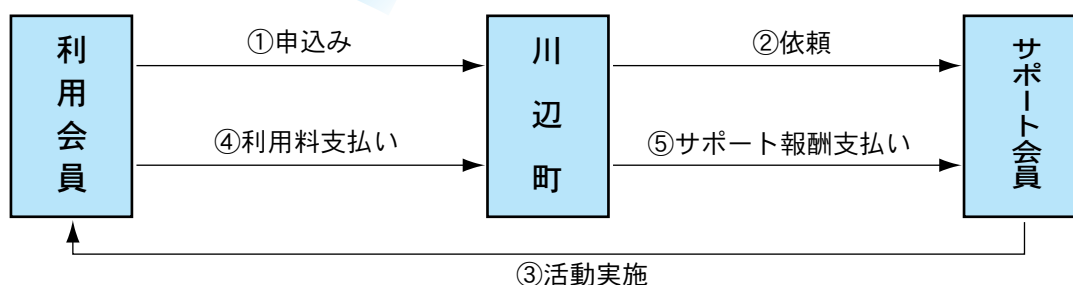 利用会員
①申込み
④利用料支払い
川辺町
②依頼
⑤サポート報酬支払い
サポート会員
③活動実施